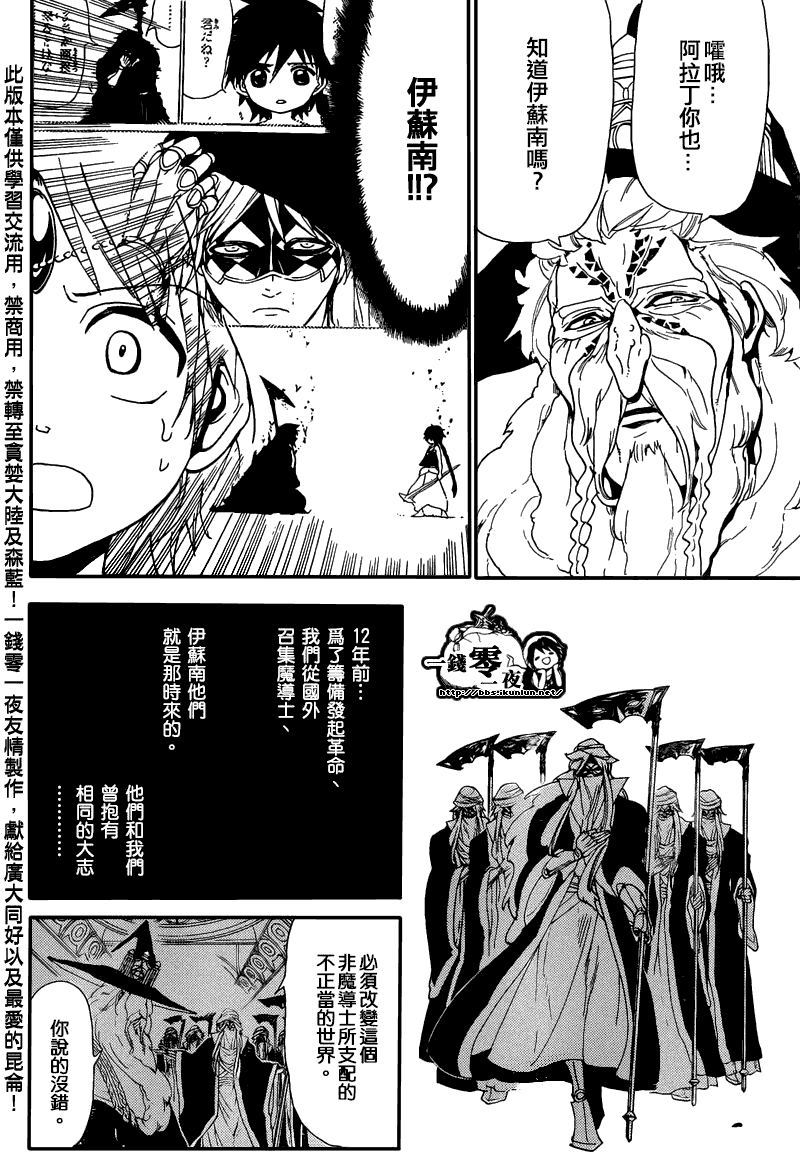 嚯哦…
阿拉丁你也…
知道伊蘇南嗎?
伊蘇南!!?
君だね?
12年前…
爲了籌備發起革命、
我們從國外
召集魔導士、
伊蘇南他們
就是那時來的。
他們和我們
曾抱有
相同的大志
…………
一錢零一夜
http://bbs.ikunlun.net/
必須改變這個
非魔導士所支配的
不正當的世界。
你說的沒錯。
此版本僅供學習交流用，禁商用，禁轉至貪婪大陸及森藍！一錢零一夜友情製作，獻給廣大同好以及最愛的昆侖！